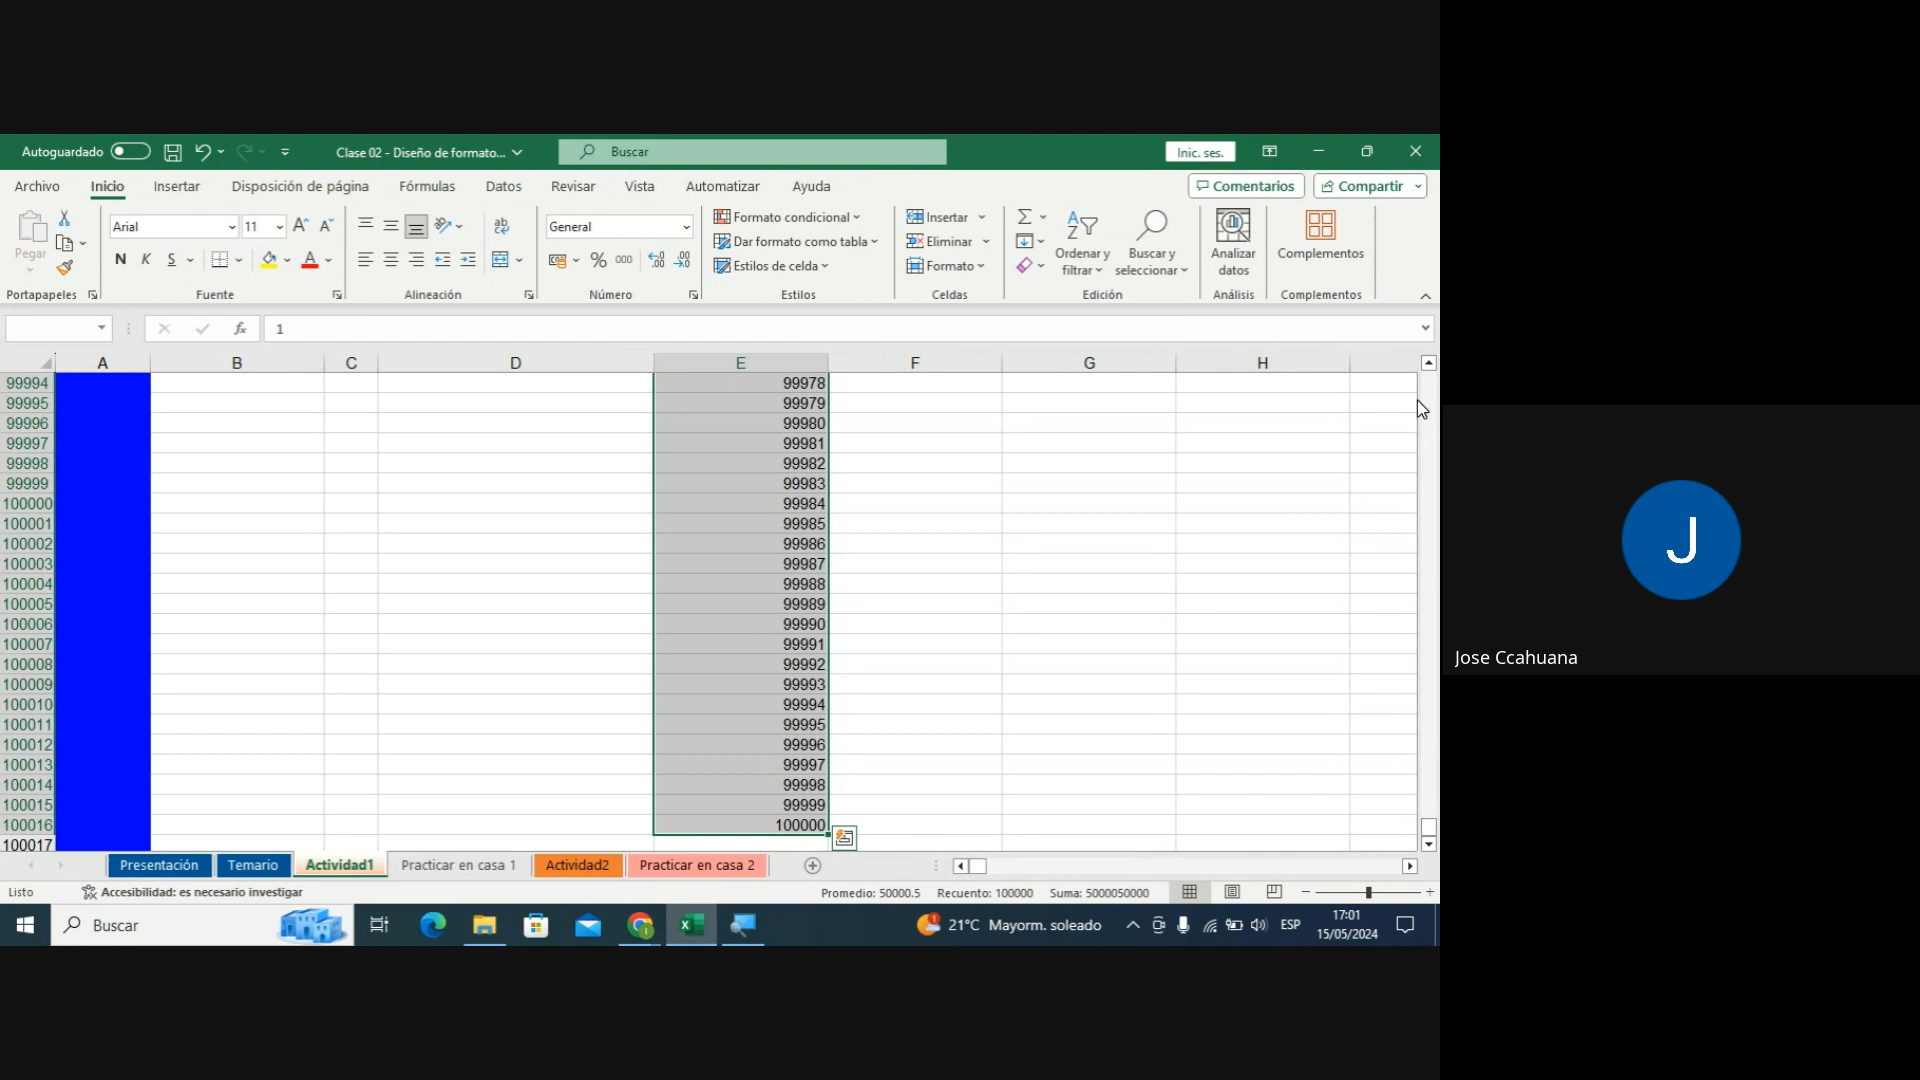 Autoguardado Clase 02 - Diseño de formato... Buscar Inic. ses.
Archivo Inicio Insertar Disposición de página Fórmulas Datos Revisar Vista Automatizar Ayuda Comentarios Compartir
Pegar
Portapapeles
Arial 11
N K S
Fuente
ab
Alineación
General
% 000
Número
Formato condicional
Dar formato como tabla
Estilos de celda
Estilos
Insertar
Eliminar
Formato
Celdas
Ordenar y filtrar
Buscar y seleccionar
Edición
Analizar datos
Análisis
Complementos
Complementos
fx 1
A B C D E F G H
99994 99978
99995 99979
99996 99980
99997 99981
99998 99982
99999 99983
100000 99984
100001 99985
100002 99986
100003 99987
100004 99988
100005 99989
100006 99990
100007 99991
100008 99992
100009 99993
100010 99994
100011 99995
100012 99996
100013 99997
100014 99998
100015 99999
100016 100000
100017
Presentación Temario Actividad1 Practicar en casa 1 Actividad2 Practicar en casa 2
Listo Accesibilidad: es necesario investigar Promedio: 50000.5 Recuento: 100000 Suma: 5000050000
Buscar 21°C Mayorm. soleado ESP 17:01
15/05/2024
J
Jose Ccahuana